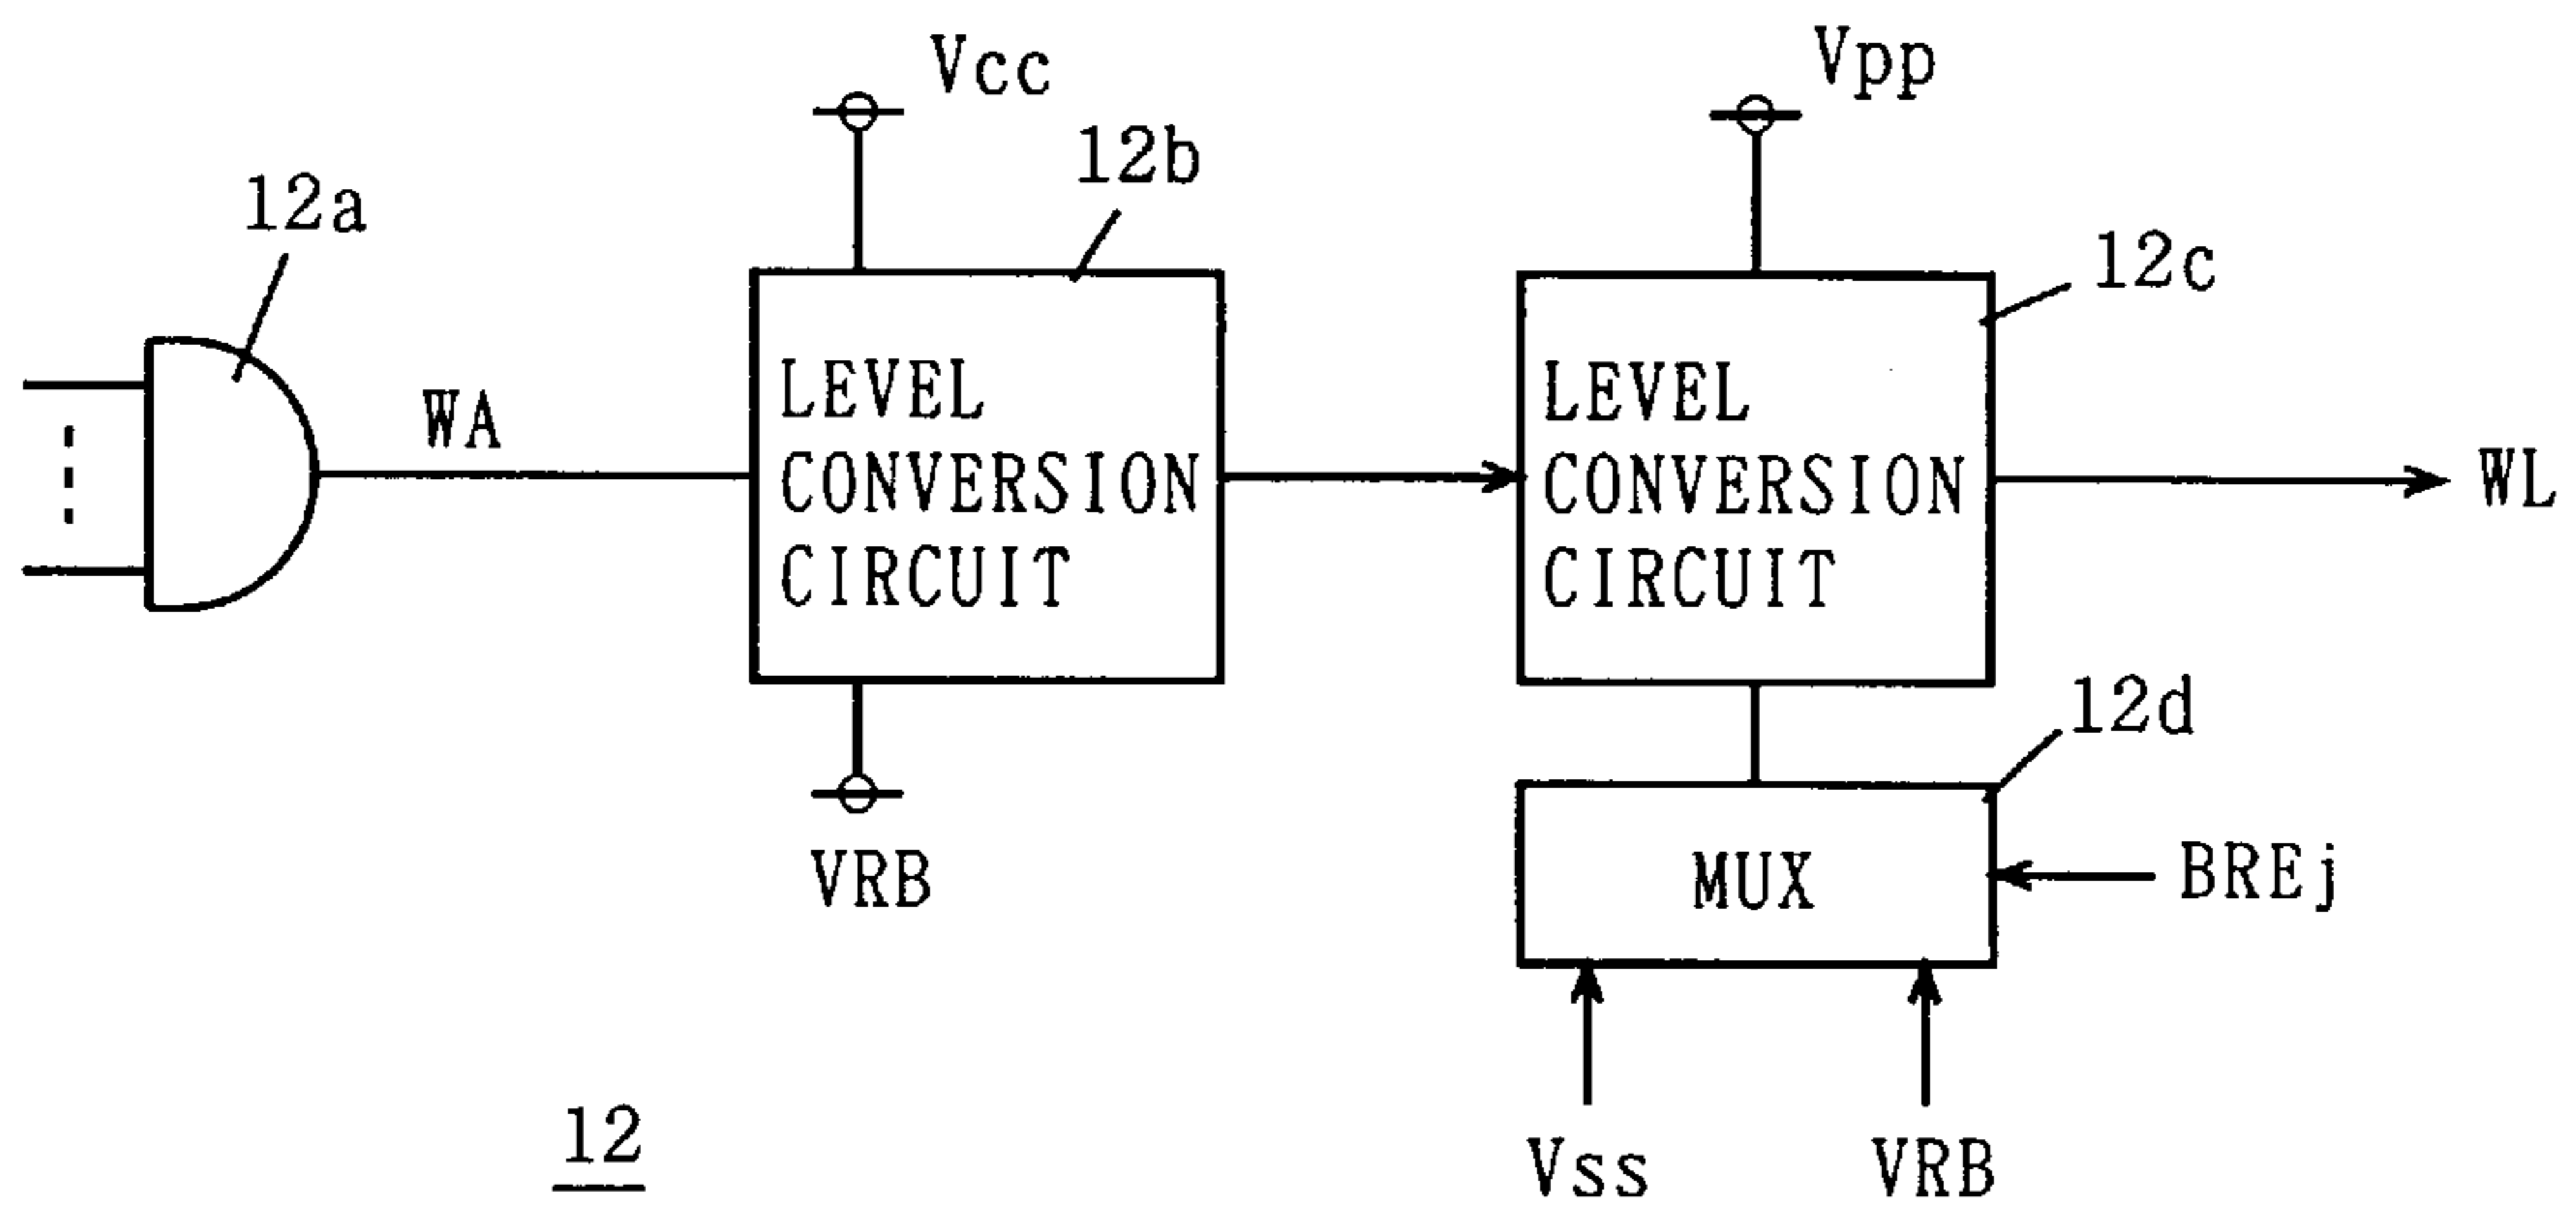 Vcc
Vpp
12b
12a
12c
WA
LEVEL
CONVERSION
CIRCUIT
LEVEL
CONVERSION
CIRCUIT
WL
12d
VRB
MUX
BREj
12
Vss
VRB